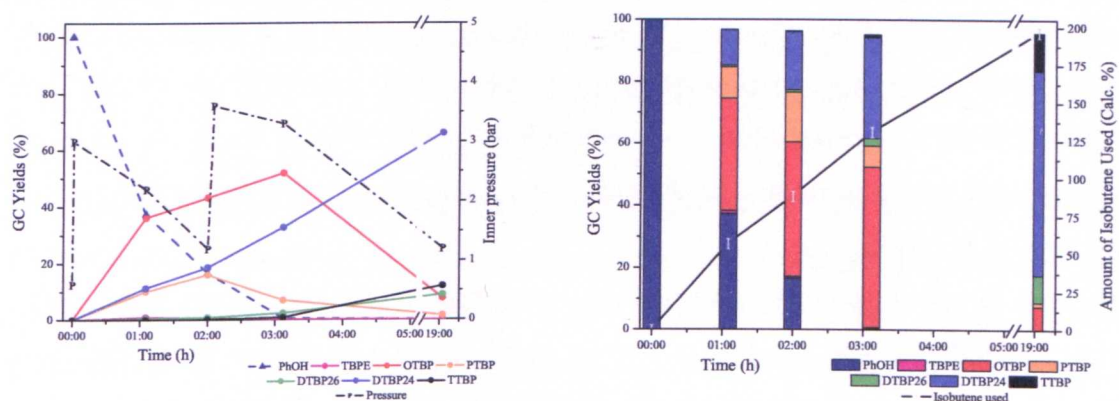 100
80
60
40
20
0
GC Yields (%)
5
4
3
2
1
0
Inner pressure (bar)
P
P
P
P
P
P
00:00 01:00 02:00 03:00 04:00 05:00 19:00
Time (h)
PhOH TBPE OTBP PTBP
DTBP26 DTBP24 TTBP
P Pressure
100
80
60
40
20
0
GC Yields (%)
200
175
150
125
100
75
50
25
0
Amount of Isobutene Used (Calc. %)
I
I
I
I
I
00:00 01:00 02:00 03:00 04:00 05:00 19:00
Time (h)
PhOH TBPE OTBP PTBP
DTBP26 DTBP24 TTBP
Isobutene used